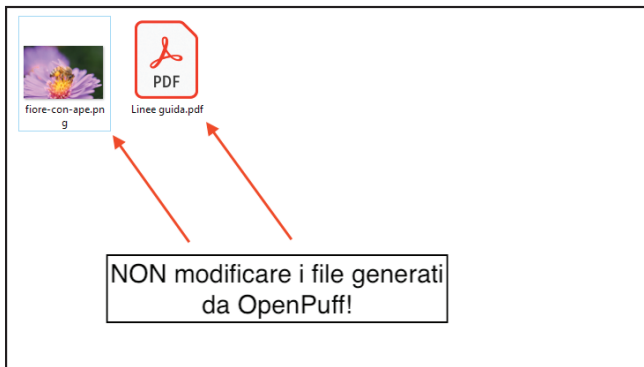 PDF
fiore-con-ape.pn
g
Linee guida.pdf
NON modificare i file generati
da OpenPuff!